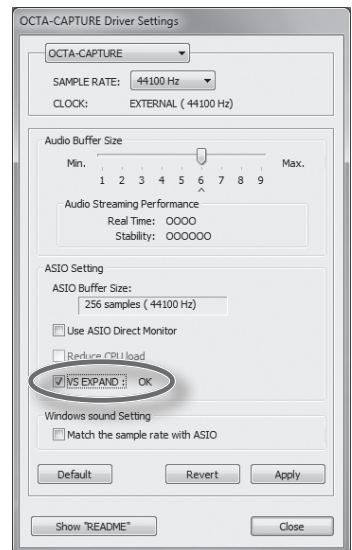 OCTA-CAPTURE Driver Settings
OCTA-CAPTURE
SAMPLE RATE: 44100 Hz
CLOCK: EXTERNAL ( 44100 Hz)
Audio Buffer Size
Min. Max.
1 2 3 4 5 6 7 8 9
^
Audio Streaming Performance
Real Time: OOOO
Stability: OOOOOO
ASIO Setting
ASIO Buffer Size:
256 samples ( 44100 Hz)
Use ASIO Direct Monitor
Reduce CPU load
VS EXPAND : OK
Windows sound Setting
Match the sample rate with ASIO
Default Revert Apply
Show "README" Close